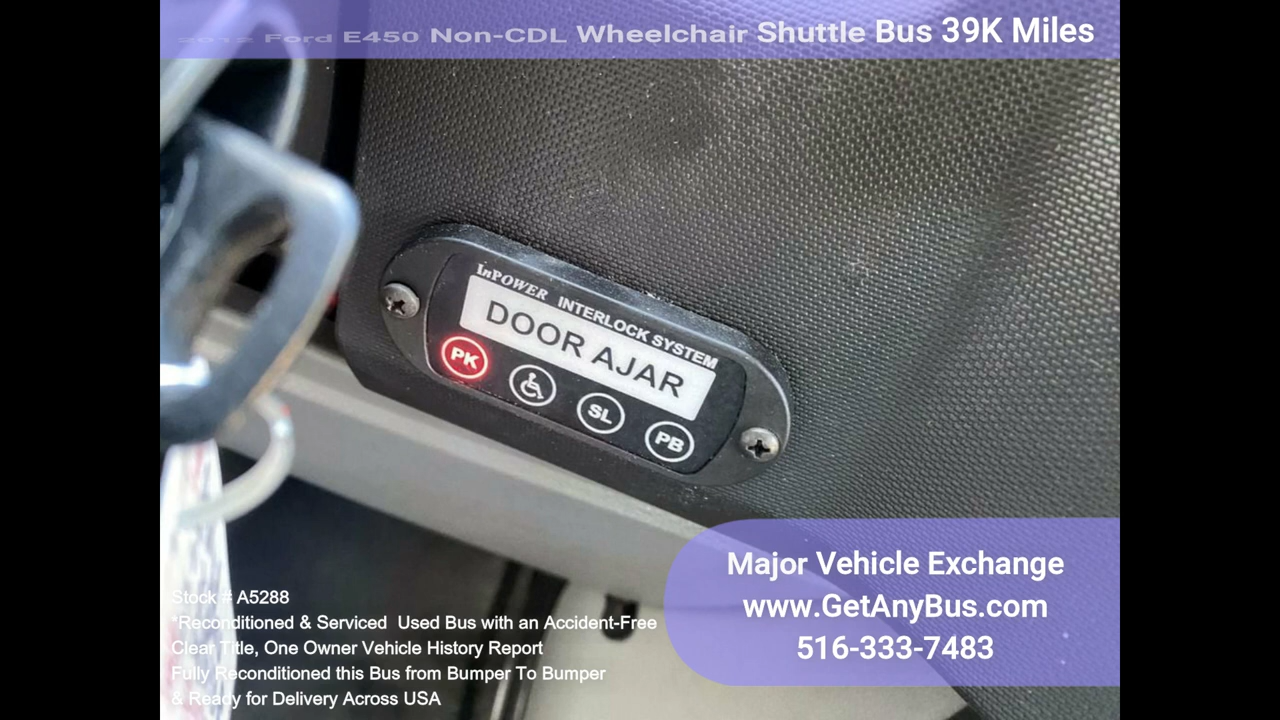 2012 Ford E450 Non-CDL Wheelchair Shuttle Bus 39K Miles
InPOWER INTERLOCK SYSTEM
DOOR AJAR
PK
SL
PB
Major Vehicle Exchange
www.GetAnyBus.com
516-333-7483
Stock # A5288
*Reconditioned & Serviced Used Bus with an Accident-Free
Clear Title, One Owner Vehicle History Report
Fully Reconditioned this Bus from Bumper To Bumper
& Ready for Delivery Across USA